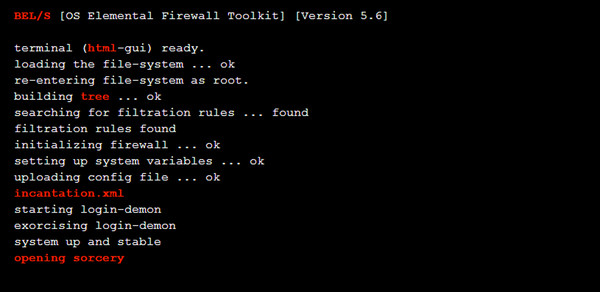 BEL/S [OS Elemental Firewall Toolkit] [Version 5.6]
terminal (html-gui) ready.
loading the file-system ... ok
re-entering file-system as root.
building tree ... ok
searching for filtration rules ... found
filtration rules found
initializing firewall ... ok
setting up system variables ... ok
uploading config file ... ok
incantation.xml
starting login-demon
exorcising login-demon
system up and stable
opening sorcery